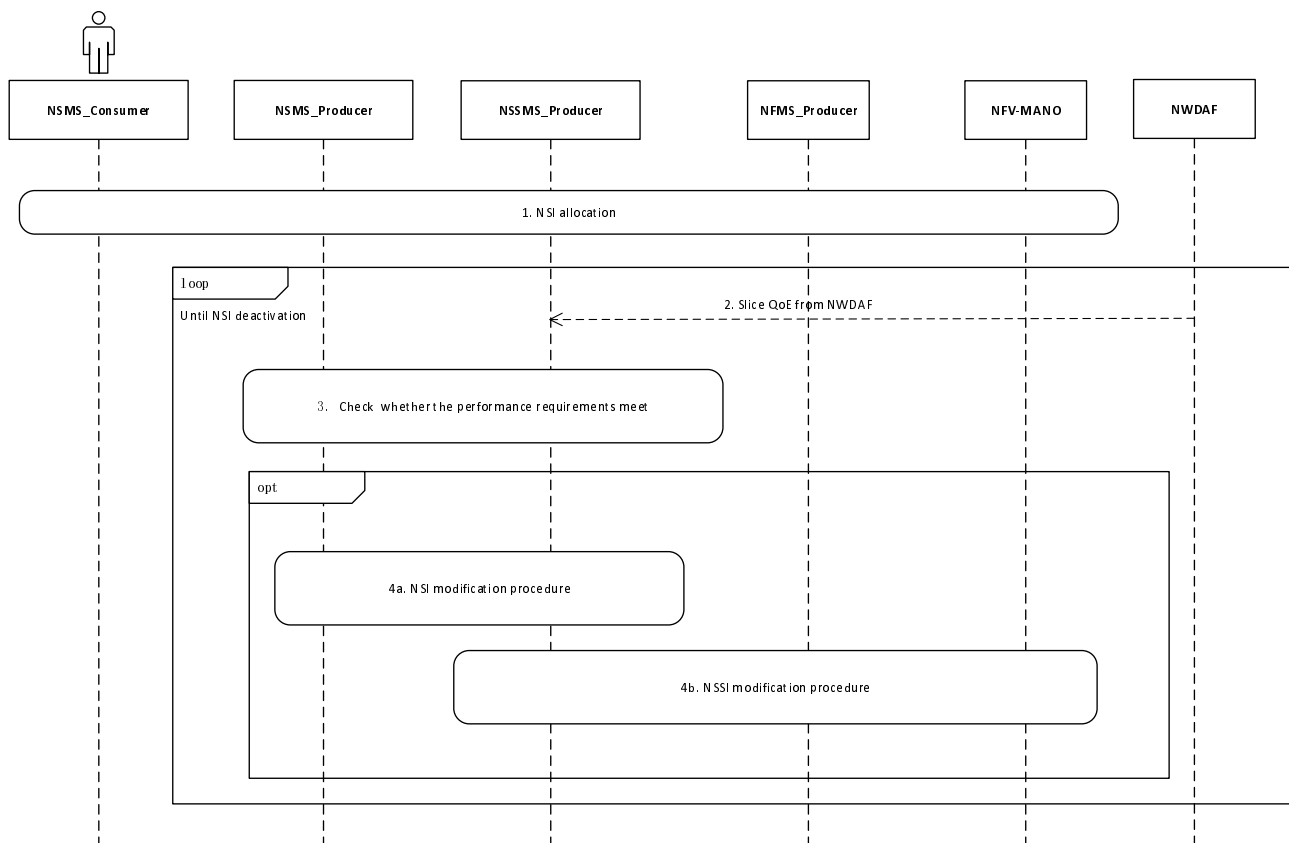 NSMS_Consumer
NSMS_Producer
NSSMS_Producer
NFMS_Producer
NFV-MANO
NWDAF
1. NSI allocation
loop
Until NSI deactivation
2. Slice QoE from NWDAF
3. Check whether the performance requirements meet
opt
4a. NSI modification procedure
4b. NSSI modification procedure